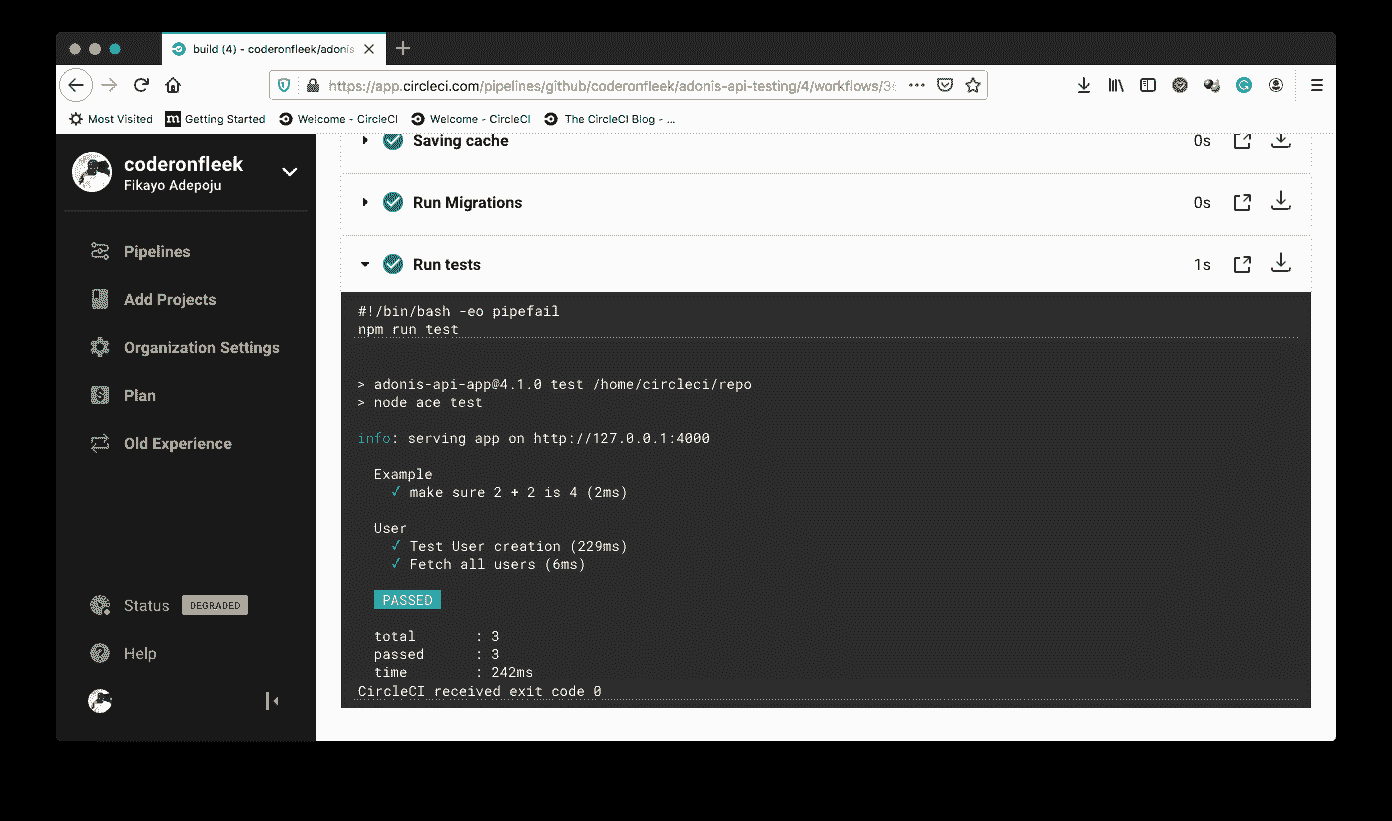 build (4) - coderonfleek/adonis
https://app.circleci.com/pipelines/github/coderonfleek/adonis-api-testing/4/workflows/3
Most Visited
Getting Started
Welcome - CircleCI
Welcome - CircleCI
The CircleCI Blog - ...
coderonfleek
Fikayo Adepoju
Pipelines
Add Projects
Organization Settings
Plan
Old Experience
Status DEGRADED
Help
Saving cache 0s
Run Migrations 0s
Run tests 1s
#!/bin/bash -eo pipefail
npm run test
> adonis-api-app@4.1.0 test /home/circleci/repo
> node ace test
info: serving app on http://127.0.0.1:4000
Example
✓ make sure 2 + 2 is 4 (2ms)
User
✓ Test User creation (229ms)
✓ Fetch all users (6ms)
PASSED
total : 3
passed : 3
time : 242ms
CircleCI received exit code 0